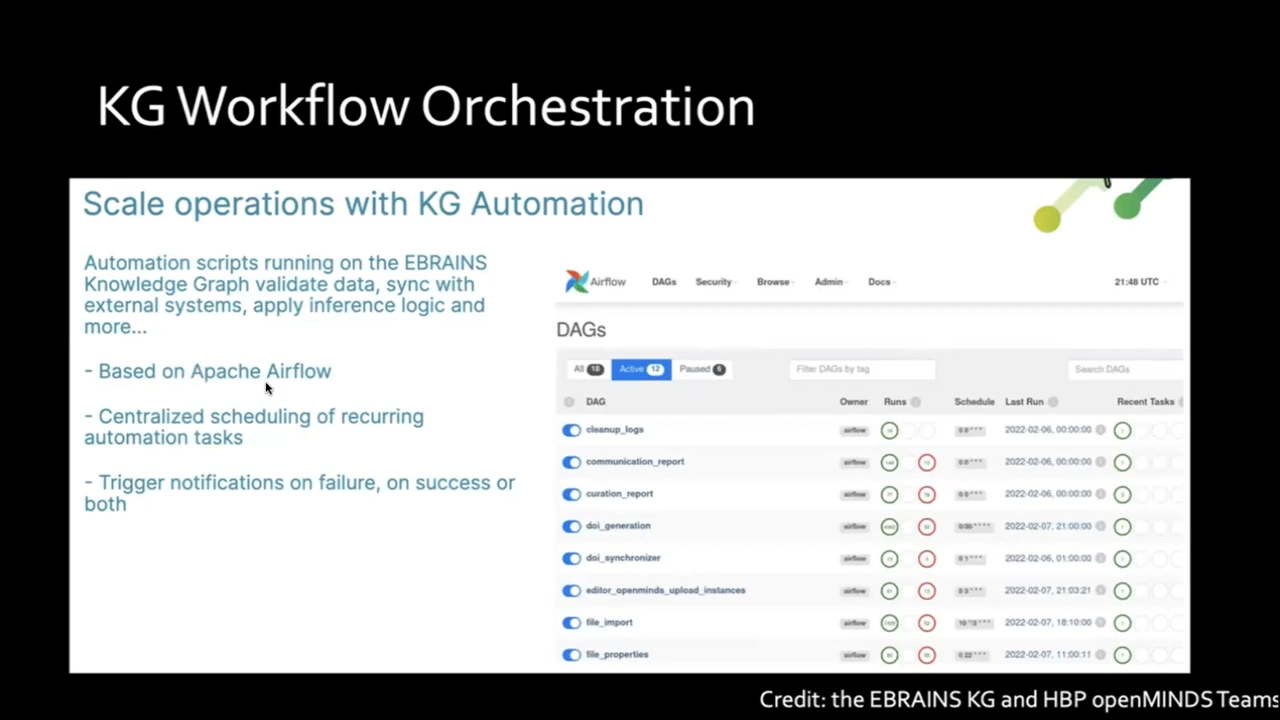 KG Workflow Orchestration
Scale operations with KG Automation
Automation scripts running on the EBRAINS
Knowledge Graph validate data, sync with
external systems, apply inference logic and
more...
- Based on Apache Airflow
- Centralized scheduling of recurring
automation tasks
- Trigger notifications on failure, on success or
both
Airflow DAGs Security Browse Admin Docs 21:48 UTC
DAGs
All Active 12 Paused Filter DAGs by tag Search DAGs
DAG Owner Runs Schedule Last Run Recent Tasks
cleanup_logs airflow 2022-02-06, 00:00:00
communication_report airflow 2022-02-06, 00:00:00
curation_report airflow 2022-02-06, 00:00:00
doi_generation airflow 2022-02-07, 21:00:00
doi_synchronizer airflow 2022-02-06, 01:00:00
editor_openminds_upload_instances airflow 2022-02-07, 21:03:21
file_import airflow 2022-02-07, 18:10:00
file_properties airflow 2022-02-07, 11:00:11
Credit: the EBRAINS KG and HBP openMINDS Teams